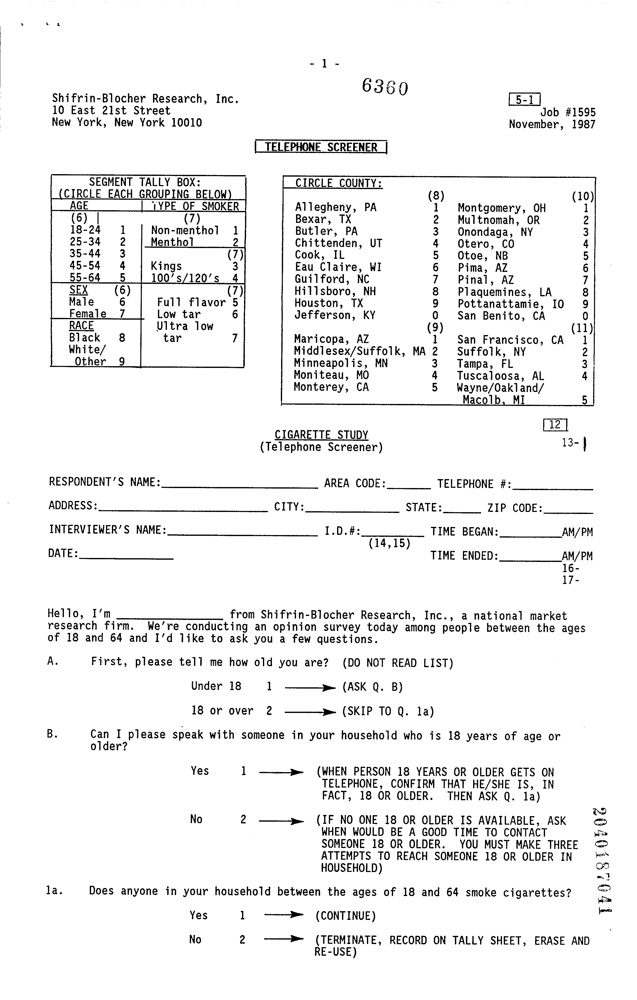 - 1 -
6360
Shifrin-Blocher Research, Inc.
10 East 21st Street
New York, New York 10010
5-1
Job #1595
November, 1987
TELEPHONE SCREENER
SEGMENT TALLY BOX:
(CIRCLE EACH GROUPING BELOW)
AGE TYPE OF SMOKER
(6) (7)
18-24 1 Non-menthol 1
25-34 2 Menthol 2
35-44 3 (7)
45-54 4 Kings 3
55-64 5 100's/120's 4
SEX (6) (7)
Male 6 Full flavor 5
Female 7 Low tar 6
RACE Ultra low
Black 8 tar 7
White/
Other 9
CIRCLE COUNTY:
(8) (10)
Allegheny, PA 1 Montgomery, OH 1
Bexar, TX 2 Multnomah, OR 2
Butler, PA 3 Onondaga, NY 3
Chittenden, UT 4 Otero, CO 4
Cook, IL 5 Otoe, NB 5
Eau Claire, WI 6 Pima, AZ 6
Guilford, NC 7 Pinal, AZ 7
Hillsboro, NH 8 Plaquemines, LA 8
Houston, TX 9 Pottanattamie, IO 9
Jefferson, KY 0 San Benito, CA 0
(9) (11)
Maricopa, AZ 1 San Francisco, CA 1
Middlesex/Suffolk, MA 2 Suffolk, NY 2
Minneapolis, MN 3 Tampa, FL 3
Moniteau, MO 4 Tuscaloosa, AL 4
Monterey, CA 5 Wayne/Oakland/
Macolb, MI 5
12
CIGARETTE STUDY 13-1
(Telephone Screener)
RESPONDENT'S NAME: AREA CODE: TELEPHONE #:
ADDRESS: CITY: STATE: ZIP CODE:
INTERVIEWER'S NAME: I.D.#: TIME BEGAN: AM/PM
(14,15)
DATE: TIME ENDED: AM/PM
16-
17-
Hello, I'm ______________ from Shifrin-Blocher Research, Inc., a national market
research firm. We're conducting an opinion survey today among people between the ages
of 18 and 64 and I'd like to ask you a few questions.
A. First, please tell me how old you are? (DO NOT READ LIST)
Under 18 1 (ASK Q. B)
18 or over 2 (SKIP TO Q. 1a)
B. Can I please speak with someone in your household who is 18 years of age or
older?
Yes 1 (WHEN PERSON 18 YEARS OR OLDER GETS ON
TELEPHONE, CONFIRM THAT HE/SHE IS, IN
FACT, 18 OR OLDER. THEN ASK Q. 1a)
No 2 (IF NO ONE 18 OR OLDER IS AVAILABLE, ASK
WHEN WOULD BE A GOOD TIME TO CONTACT
SOMEONE 18 OR OLDER. YOU MUST MAKE THREE
ATTEMPTS TO REACH SOMEONE 18 OR OLDER IN
HOUSEHOLD)
1a. Does anyone in your household between the ages of 18 and 64 smoke cigarettes?
Yes 1 (CONTINUE)
No 2 (TERMINATE, RECORD ON TALLY SHEET, ERASE AND
RE-USE)
2040187041